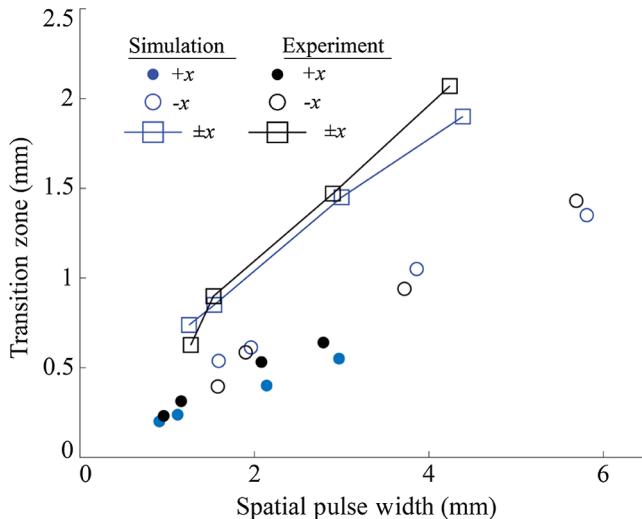 2.5
Simulation Experiment
+x +x
-x -x
±x ±x
2
1.5
1
0.5
0
0 2 4 6
Transition zone (mm)
Spatial pulse width (mm)